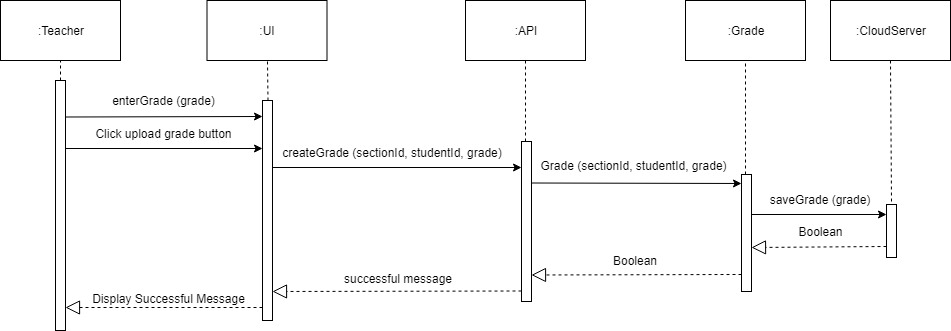 :Teacher
:UI
:API
:Grade
:CloudServer
enterGrade (grade)
Click upload grade button
createGrade (sectionId, studentId, grade)
Grade (sectionId, studentId, grade)
saveGrade (grade)
Boolean
Boolean
successful message
Display Successful Message